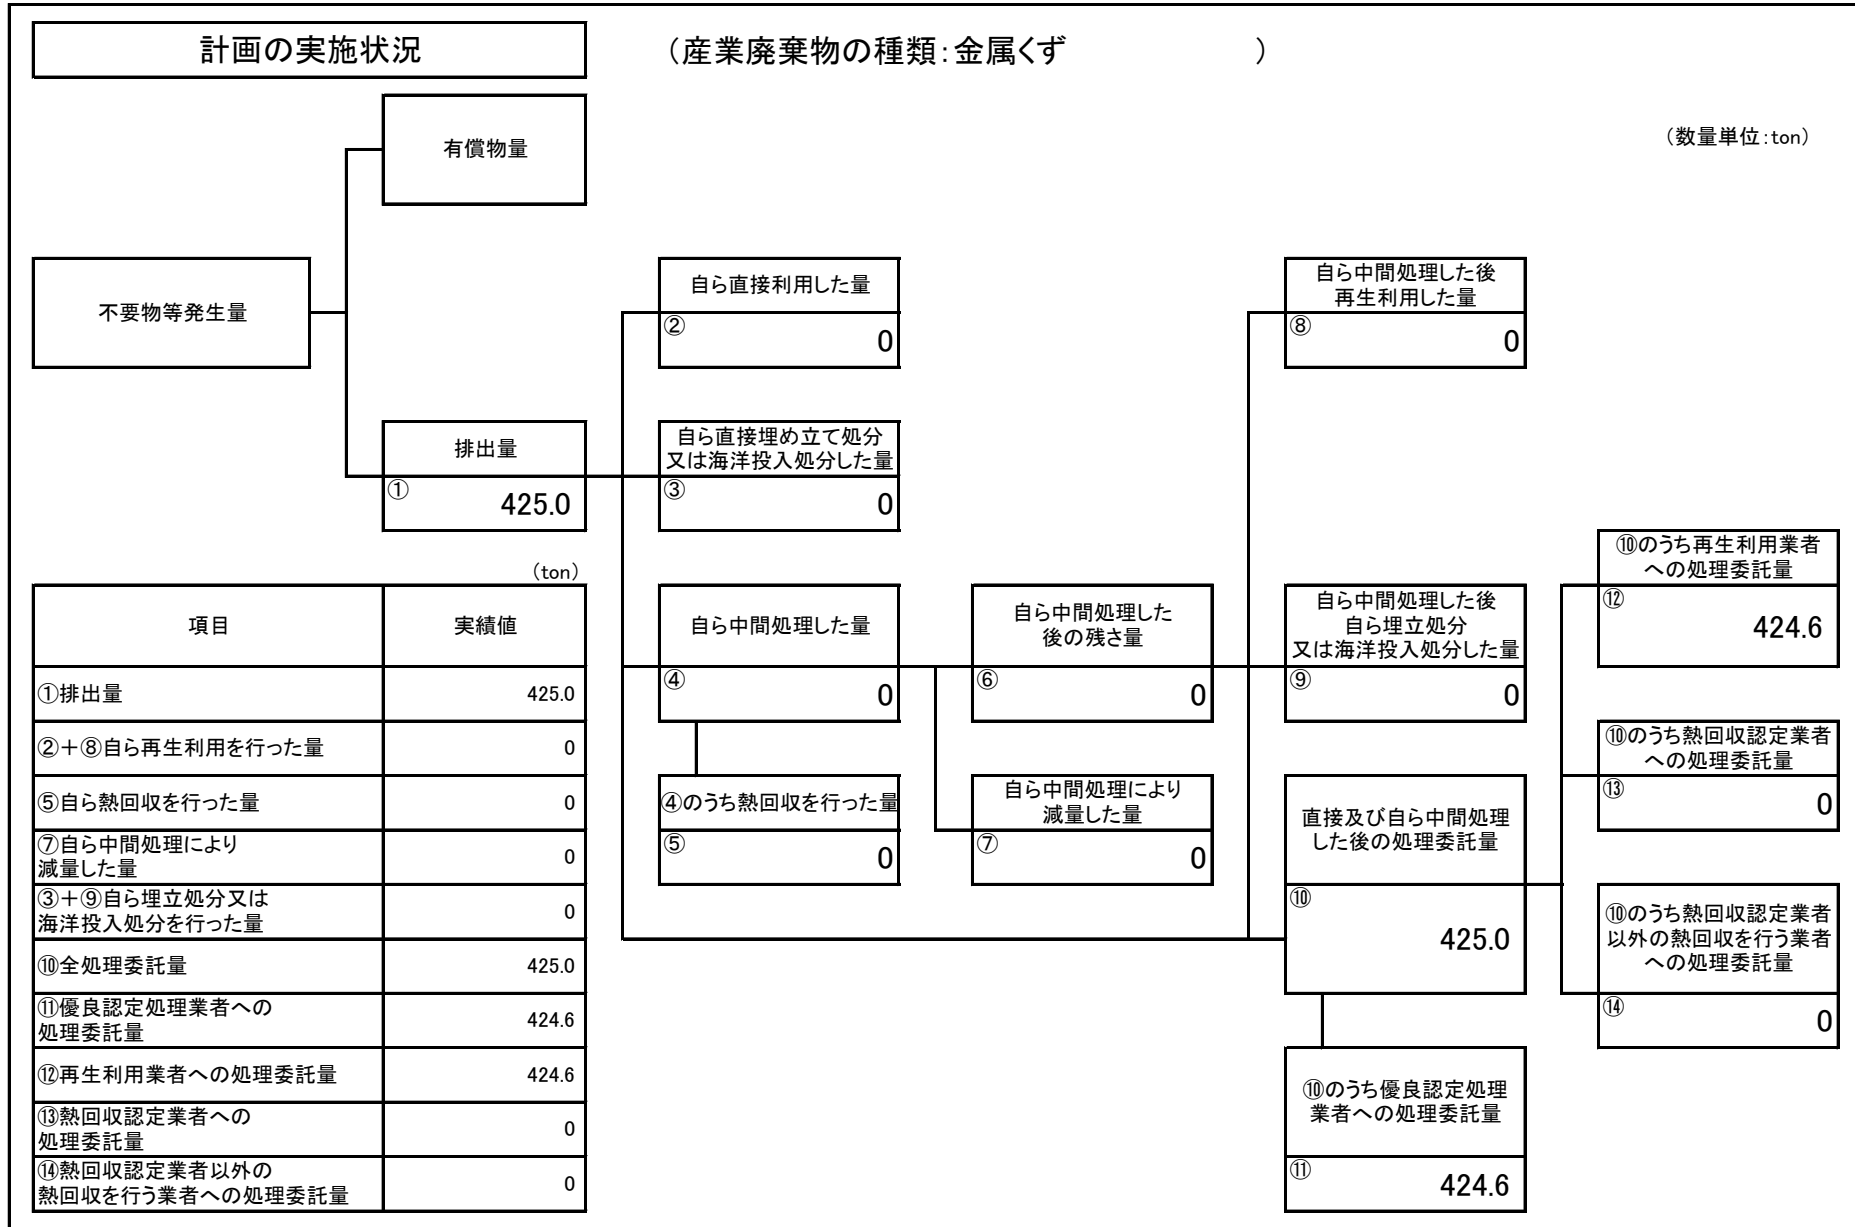 計画の実施状況
（産業廃棄物の種類：金属くず　　　　　　）
（数量単位：ton）
有償物量
不要物等発生量
自ら直接利用した量
②
0
自ら中間処理した後
再生利用した量
⑧
0
排出量
①
425.0
自ら直接埋め立て処分
又は海洋投入処分した量
③
0
自ら中間処理した量
④
0
自ら中間処理した
後の残さ量
⑥
0
自ら中間処理した後
自ら埋立処分
又は海洋投入処分した量
⑨
0
⑩のうち再生利用業者
への処理委託量
⑫
424.6
④のうち熱回収を行った量
⑤
0
自ら中間処理により
減量した量
⑦
0
直接及び自ら中間処理
した後の処理委託量
⑩
425.0
⑩のうち熱回収認定業者
への処理委託量
⑬
0
⑩のうち熱回収認定業者
以外の熱回収を行う業者
への処理委託量
⑭
0
⑩のうち優良認定処理
業者への処理委託量
⑪
424.6
（ton）
項目 実績値
①排出量 425.0
②＋⑧自ら再生利用を行った量 0
⑤自ら熱回収を行った量 0
⑦自ら中間処理により
減量した量 0
③＋⑨自ら埋立処分又は
海洋投入処分を行った量 0
⑩全処理委託量 425.0
⑪優良認定処理業者への
処理委託量 424.6
⑫再生利用業者への処理委託量 424.6
⑬熱回収認定業者への
処理委託量 0
⑭熱回収認定業者以外の
熱回収を行う業者への処理委託量 0